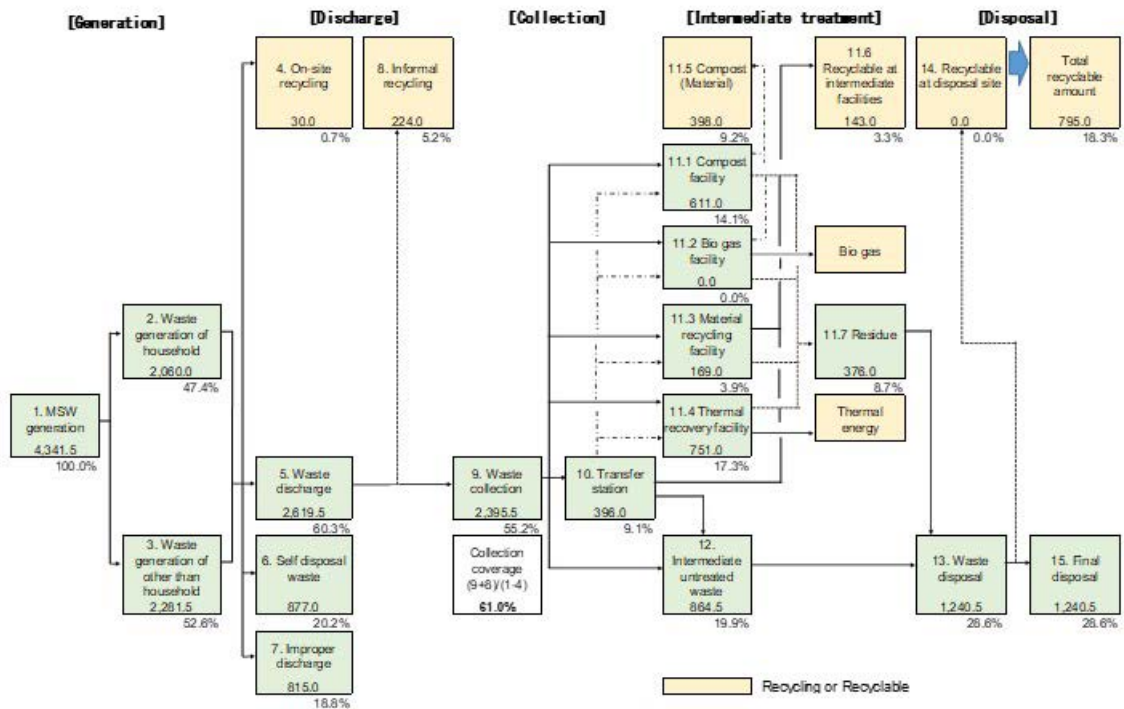 [Generation]
[Discharge]
[Collection]
[Intermediate treatment]
[Disposal]
4. On-site
recycling
30.0
0.7%
8. Informal
recycling
224.0
5.2%
11.5 Compost
(Material)
398.0
9.2%
11.6
Recyclable at
intermediate
facilities
143.0
3.3%
14. Recyclable
at disposal site
0.0
0.0%
Total
recyclable
amount
795.0
18.3%
11.1 Compost
facility
611.0
14.1%
11.2 Bio gas
facility
0.0
0.0%
Bio gas
2. Waste
generation of
household
2,060.0
47.4%
11.3 Material
recycling
facility
169.0
3.9%
11.7 Residue
376.0
8.7%
1. MSW
generation
4,341.5
100.0%
11.4 Thermal
recovery facility
751.0
17.3%
Thermal
energy
5. Waste
discharge
2,619.5
60.3%
9. Waste
collection
2,395.5
55.2%
10. Transfer
station
396.0
9.1%
3. Waste
generation of
other than
household
2,281.5
52.6%
6. Self disposal
waste
877.0
20.2%
Collection
coverage
(9+8)/(1-4)
61.0%
12.
Intermediate
untreated
waste
864.5
19.9%
13. Waste
disposal
1,240.5
28.6%
15. Final
disposal
1,240.5
28.6%
7. Improper
discharge
815.0
18.8%
Recycling or Recyclable